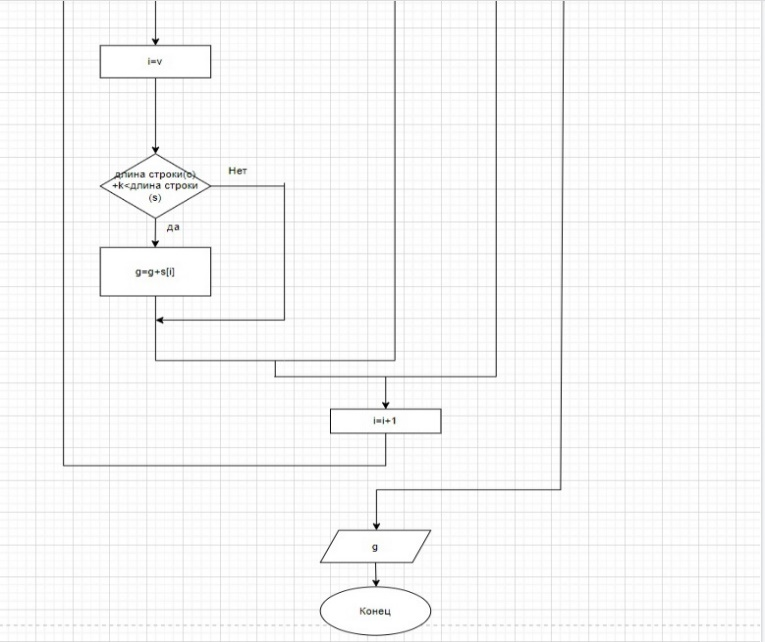 i=v
длина строки(c)
+k<длина строки
(s)
Нет
да
g=g+s[i]
i=i+1
g
Конец